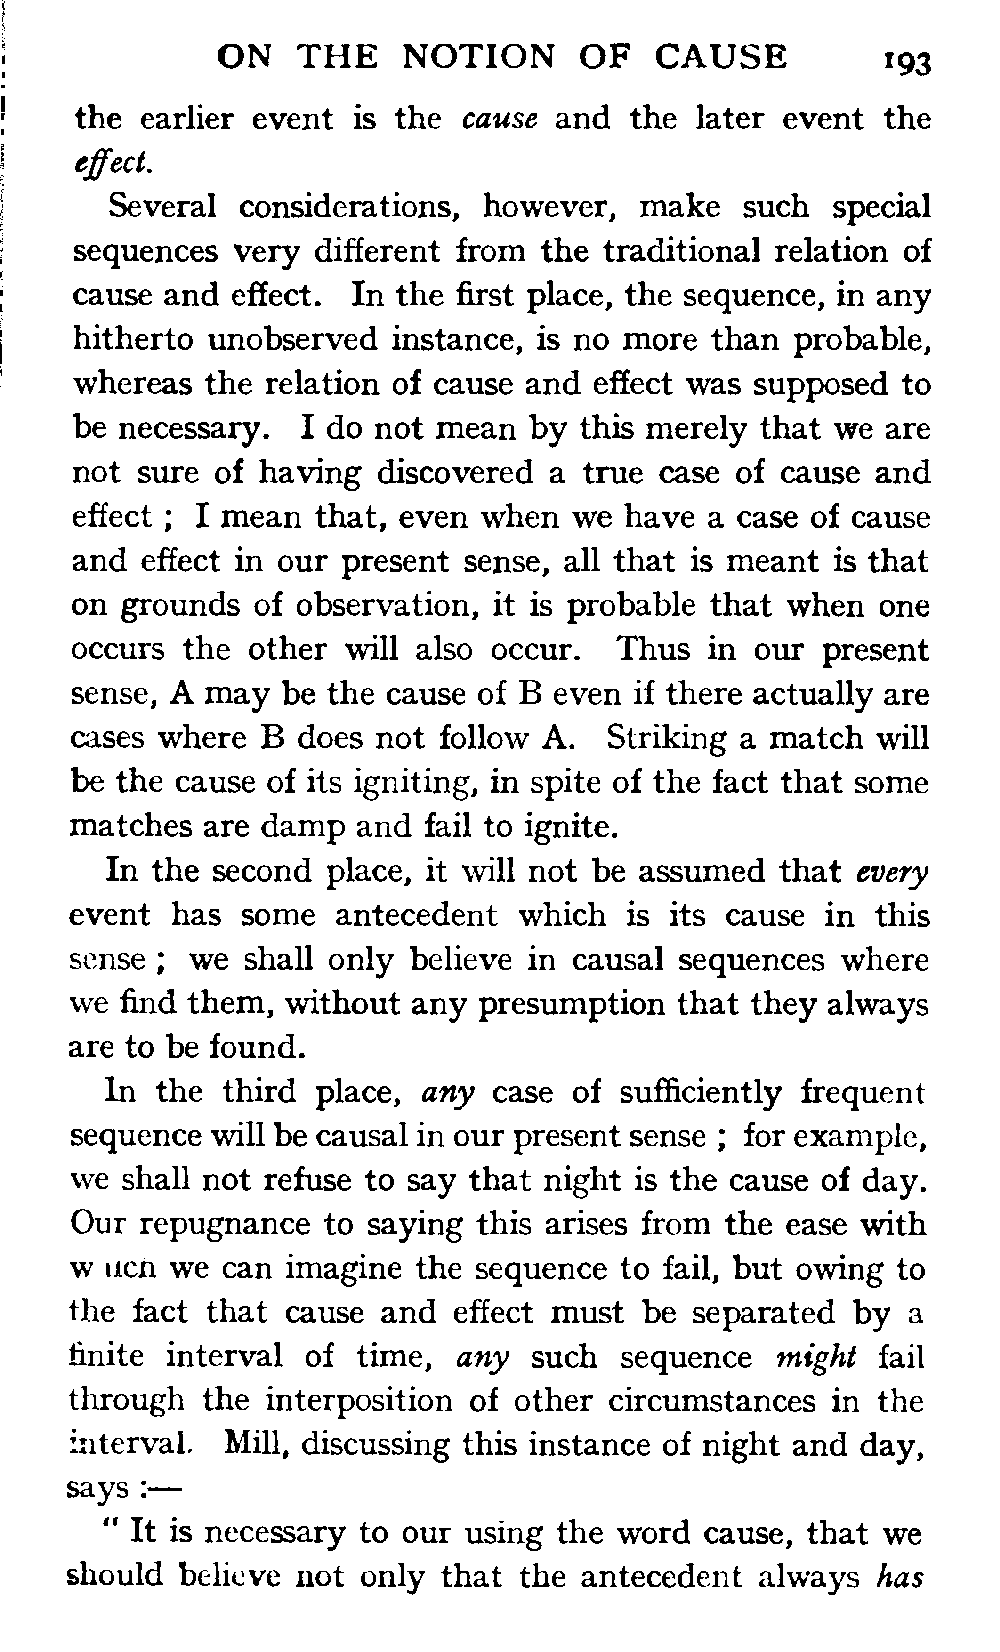 ON THE NOTION OF CAUSE 193
the earlier event is the cause and the later event the
effect.
Several considerations, however, make such special
sequences very different from the traditional relation of
cause and effect. In the first place, the sequence, in any
hitherto unobserved instance, is no more than probable,
whereas the relation of cause and effect was supposed to
be necessary. I do not mean by this merely that we are
not sure of having discovered a true case of cause and
effect ; I mean that, even when we have a case of cause
and effect in our present sense, all that is meant is that
on grounds of observation, it is probable that when one
occurs the other will also occur. Thus in our present
sense, A may be the cause of B even if there actually are
cases where B does not follow A. Striking a match will
be the cause of its igniting, in spite of the fact that some
matches are damp and fail to ignite.
In the second place, it will not be assumed that every
event has some antecedent which is its cause in this
sense ; we shall only believe in causal sequences where
we find them, without any presumption that they always
are to be found.
In the third place, any case of sufficiently frequent
sequence will be causal in our present sense ; for example,
we shall not refuse to say that night is the cause of day.
Our repugnance to saying this arises from the ease with
which we can imagine the sequence to fail, but owing to
the fact that cause and effect must be separated by a
finite interval of time, any such sequence might fail
through the interposition of other circumstances in the
interval. Mill, discussing this instance of night and day,
says :—
" It is necessary to our using the word cause, that we
should believe not only that the antecedent always has